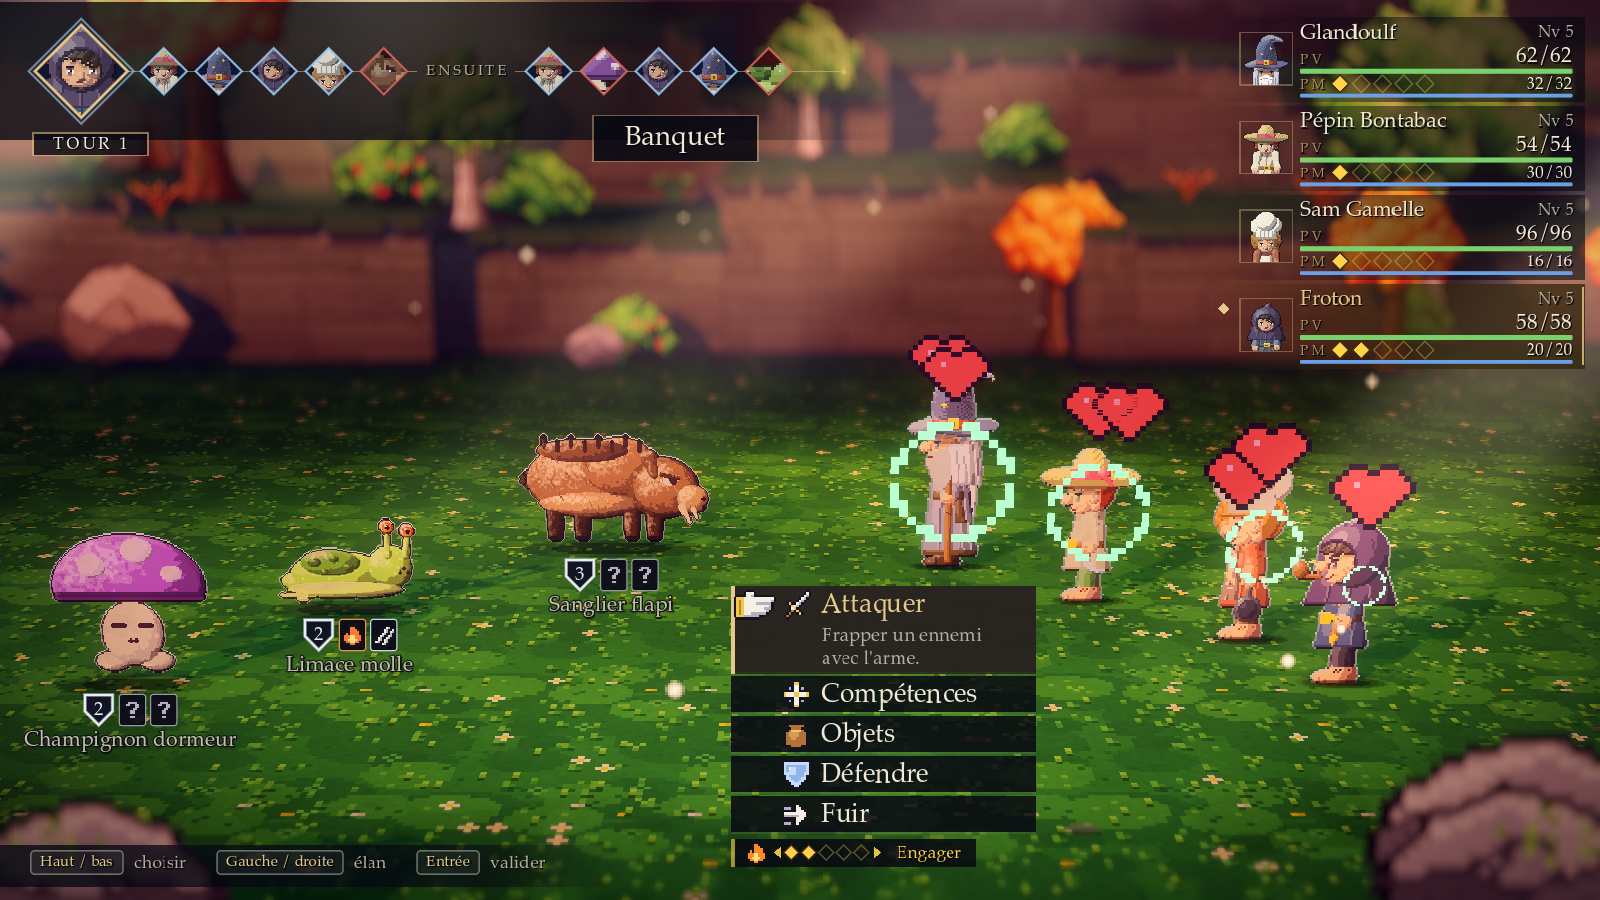 TOUR 1
ENSUITE
Banquet
Glandoulf Nv 5
PV 62/62
PM 32/32
Pépin Bontabac Nv 5
PV 54/54
PM 30/30
Sam Gamelle Nv 5
PV 96/96
PM 16/16
Froton Nv 5
PV 58/58
PM 20/20
3 ? ?
Sanglier flapi
2
Limace molle
2 ? ?
Champignon dormeur
Attaquer
Frapper un ennemi
avec l'arme.
Compétences
Objets
Défendre
Fuir
Engager
Haut / bas choisir Gauche / droite élan Entrée valider